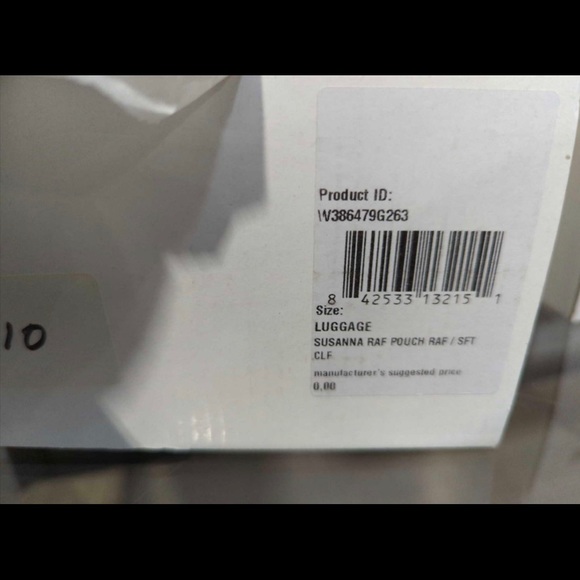 Product ID:
W386479G263
8 42533 13215 1
Size:
LUGGAGE
SUSANNA RAF POUCH RAF / SFT
CLF
manufacturer's suggested price
0.00
10